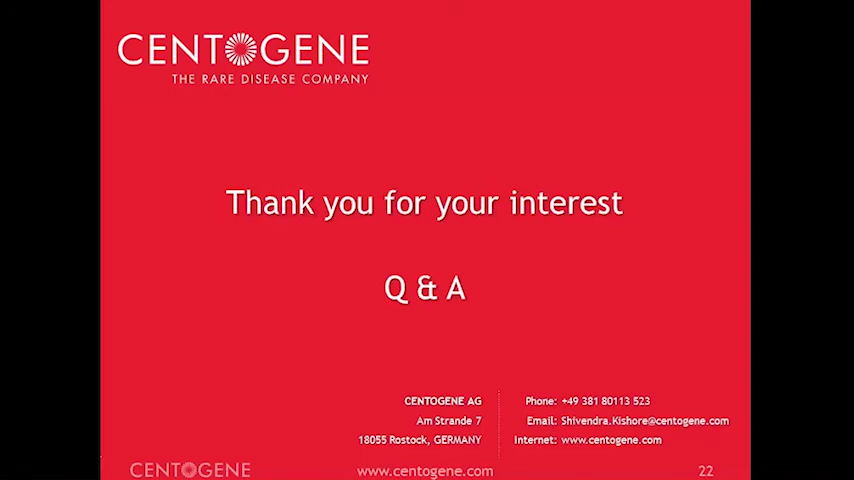 CENTOGENE
THE RARE DISEASE COMPANY
Thank you for your interest
Q & A
CENTOGENE AG
Am Strande 7
18055 Rostock, GERMANY
Phone: +49 381 80113 523
Email: Shivendra.Kishore@centogene.com
Internet: www.centogene.com
CENTOGENE
www.centogene.com
22